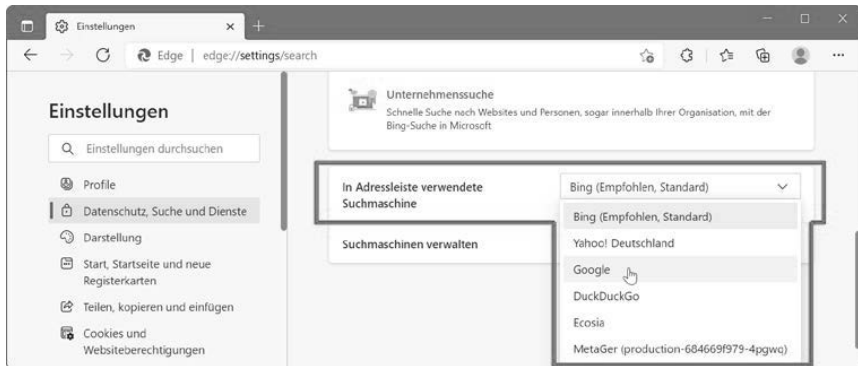 Einstellungen
Edge | edge://settings/search
Einstellungen
Einstellungen durchsuchen
Profile
Datenschutz, Suche und Dienste
Darstellung
Start, Startseite und neue
Registerkarten
Teilen, kopieren und einfügen
Cookies und
Websiteberechtigungen
Unternehmenssuche
Schnelle Suche nach Websites und Personen, sogar innerhalb Ihrer Organisation, mit der
Bing-Suche in Microsoft
In Adressleiste verwendete
Suchmaschine
Bing (Empfohlen, Standard)
Suchmaschinen verwalten
Bing (Empfohlen, Standard)
Yahoo! Deutschland
Google
DuckDuckGo
Ecosia
MetaGer (production-684669f979-4pgwq)